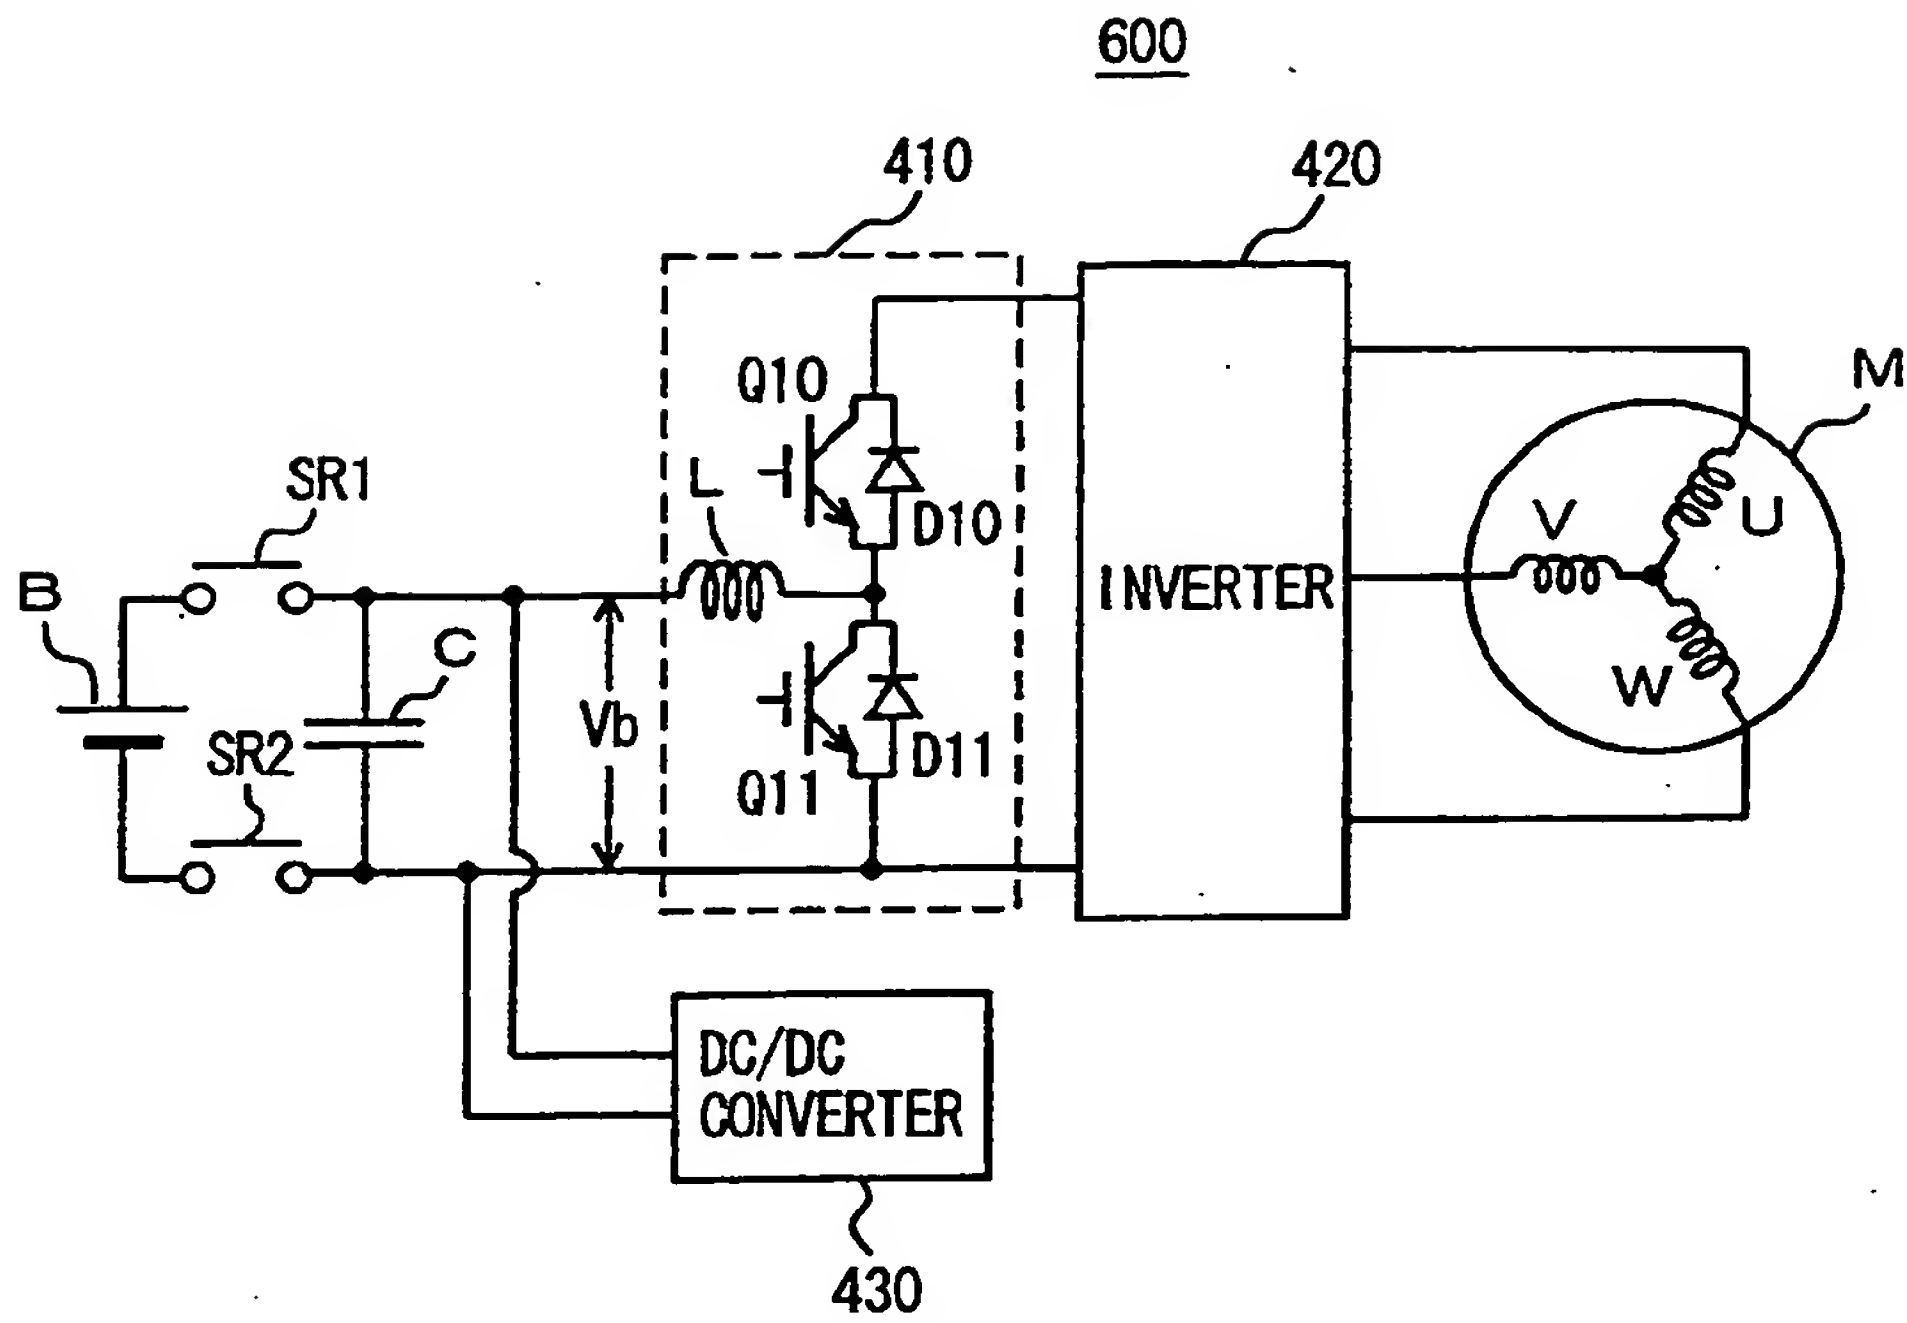 600
410
420
Q10
M
SR1
L
D10
V
U
B
INVERTER
C
W
Vb
SR2
D11
Q11
DC/DC
CONVERTER
430